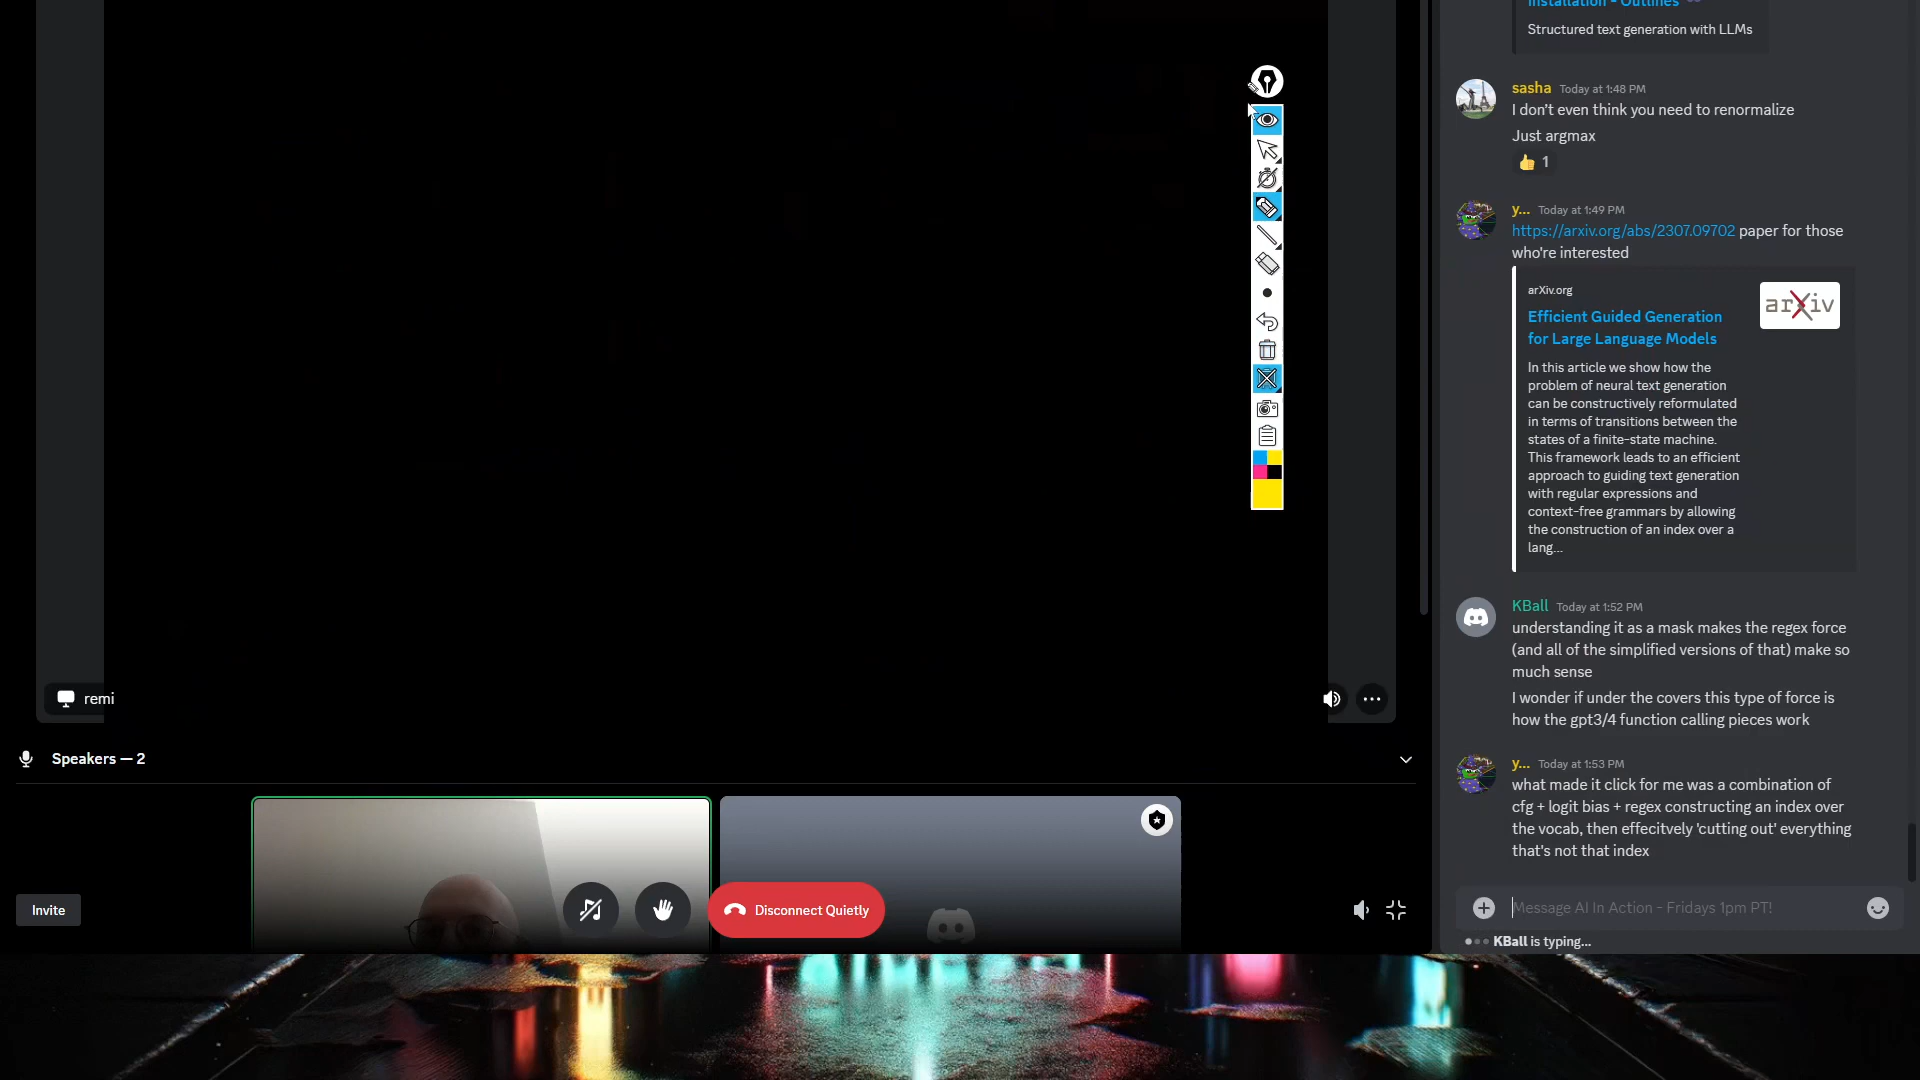 Installation - Outlines
Structured text generation with LLMs
sasha Today at 1:48 PM
I don't even think you need to renormalize
Just argmax
1
y... Today at 1:49 PM
https://arxiv.org/abs/2307.09702 paper for those
who're interested
arXiv.org
arXiv
Efficient Guided Generation
for Large Language Models
In this article we show how the
problem of neural text generation
can be constructively reformulated
in terms of transitions between the
states of a finite-state machine.
This framework leads to an efficient
approach to guiding text generation
with regular expressions and
context-free grammars by allowing
the construction of an index over a
lang...
KBall Today at 1:52 PM
understanding it as a mask makes the regex force
(and all of the simplified versions of that) make so
much sense
I wonder if under the covers this type of force is
how the gpt3/4 function calling pieces work
y... Today at 1:53 PM
what made it click for me was a combination of
cfg + logit bias + regex constructing an index over
the vocab, then effecitvely 'cutting out' everything
that's not that index
Message AI In Action - Fridays 1pm PT!
KBall is typing...
remi
Speakers — 2
Invite
Disconnect Quietly